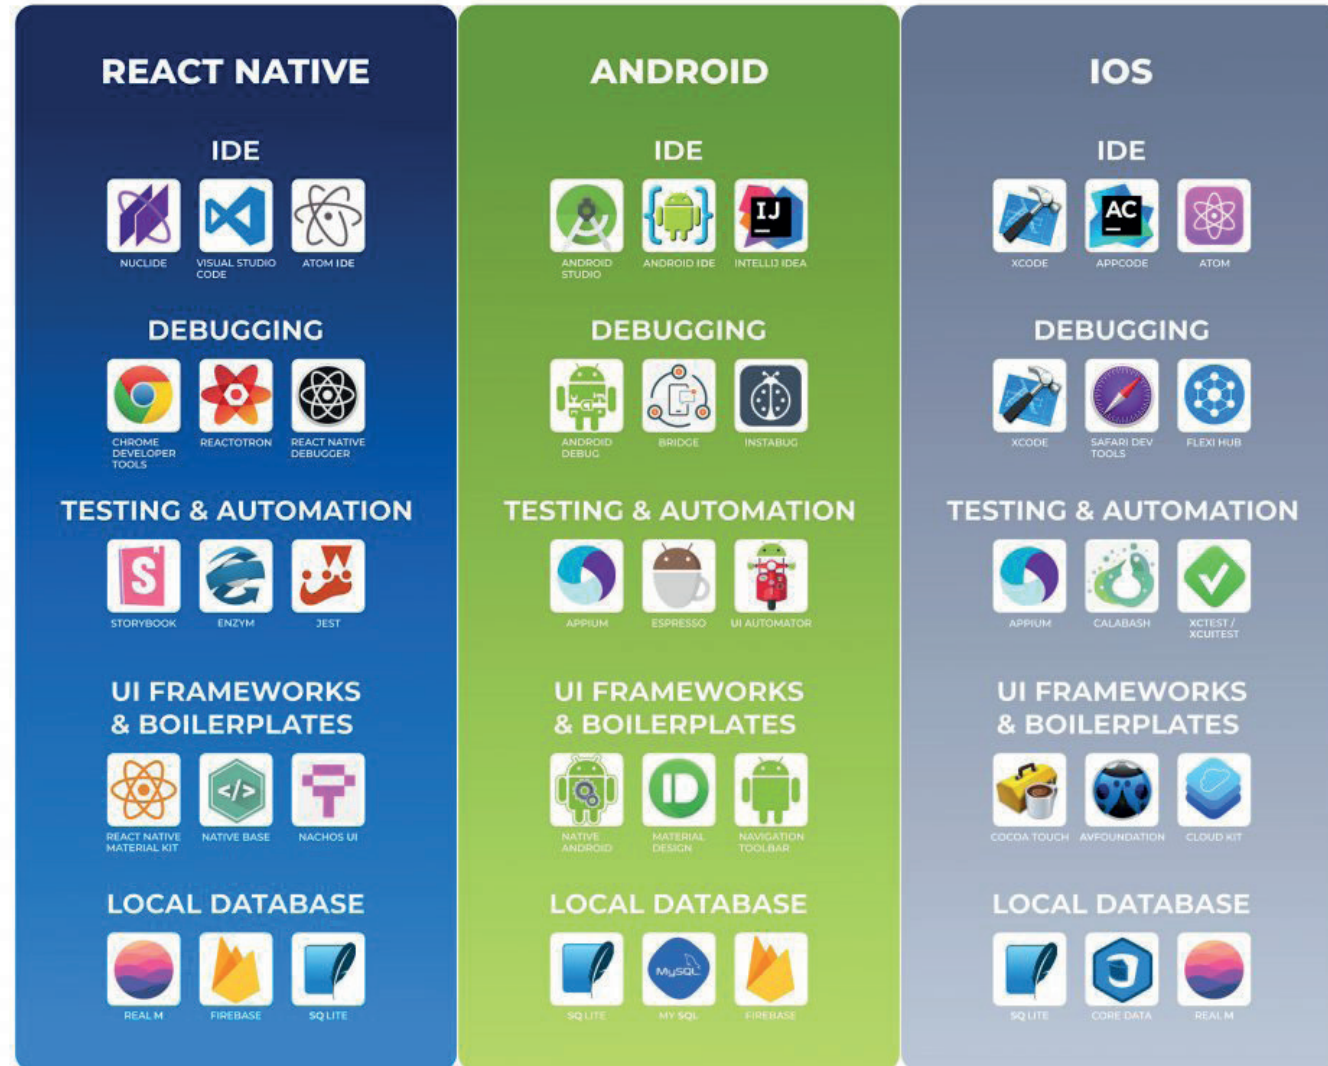 REACT NATIVE
IDE
NUCLIDE
VISUAL STUDIO
CODE
ATOM IDE
DEBUGGING
CHROME
DEVELOPER
TOOLS
REACTOTRON
REACT NATIVE
DEBUGGER
TESTING & AUTOMATION
S
STORYBOOK
ENZYM
JEST
UI FRAMEWORKS
& BOILERPLATES
REACT NATIVE
MATERIAL KIT
</>
NATIVE BASE
NACHOS UI
LOCAL DATABASE
REAL M
FIREBASE
SQ LITE
ANDROID
IDE
ANDROID
STUDIO
ANDROID IDE
IJ
INTELLIJ IDEA
DEBUGGING
ANDROID
DEBUG
BRIDGE
INSTABUG
TESTING & AUTOMATION
APPIUM
ESPRESSO
UI AUTOMATOR
UI FRAMEWORKS
& BOILERPLATES
NATIVE
ANDROID
MATERIAL
DESIGN
NAVIGATION
TOOLBAR
LOCAL DATABASE
SQ LITE
MySQL
MY SQL
FIREBASE
IOS
IDE
XCODE
AC
APPCODE
ATOM
DEBUGGING
XCODE
SAFARI DEV
TOOLS
FLEXI HUB
TESTING & AUTOMATION
APPIUM
CALABASH
XCTEST /
XCUITEST
UI FRAMEWORKS
& BOILERPLATES
COCOA TOUCH
AVFOUNDATION
CLOUD KIT
LOCAL DATABASE
SQ LITE
CORE DATA
REAL M